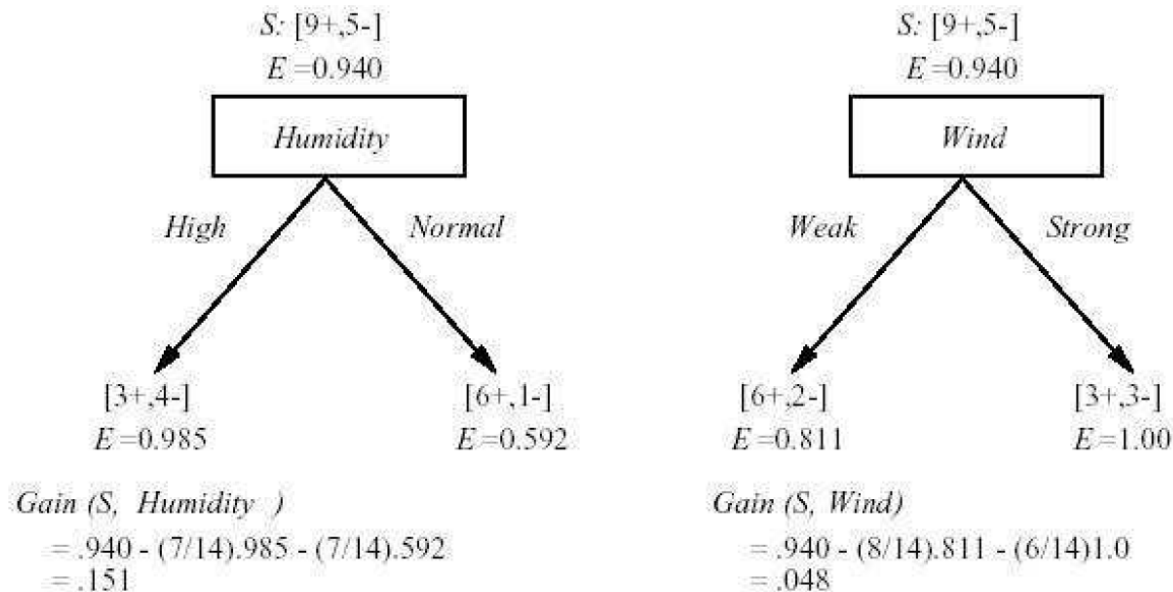 S: [9+,5-]
E =0.940
Humidity
High
Normal
[3+,4-]
E=0.985
[6+,1-]
E=0.592
Gain (S, Humidity )
= .940 - (7/14).985 - (7/14).592
= .151
S: [9+,5-]
E=0.940
Wind
Weak
Strong
[6+,2-]
E=0.811
[3+,3-]
E=1.00
Gain (S, Wind)
= .940 - (8/14).811 - (6/14)1.0
= .048